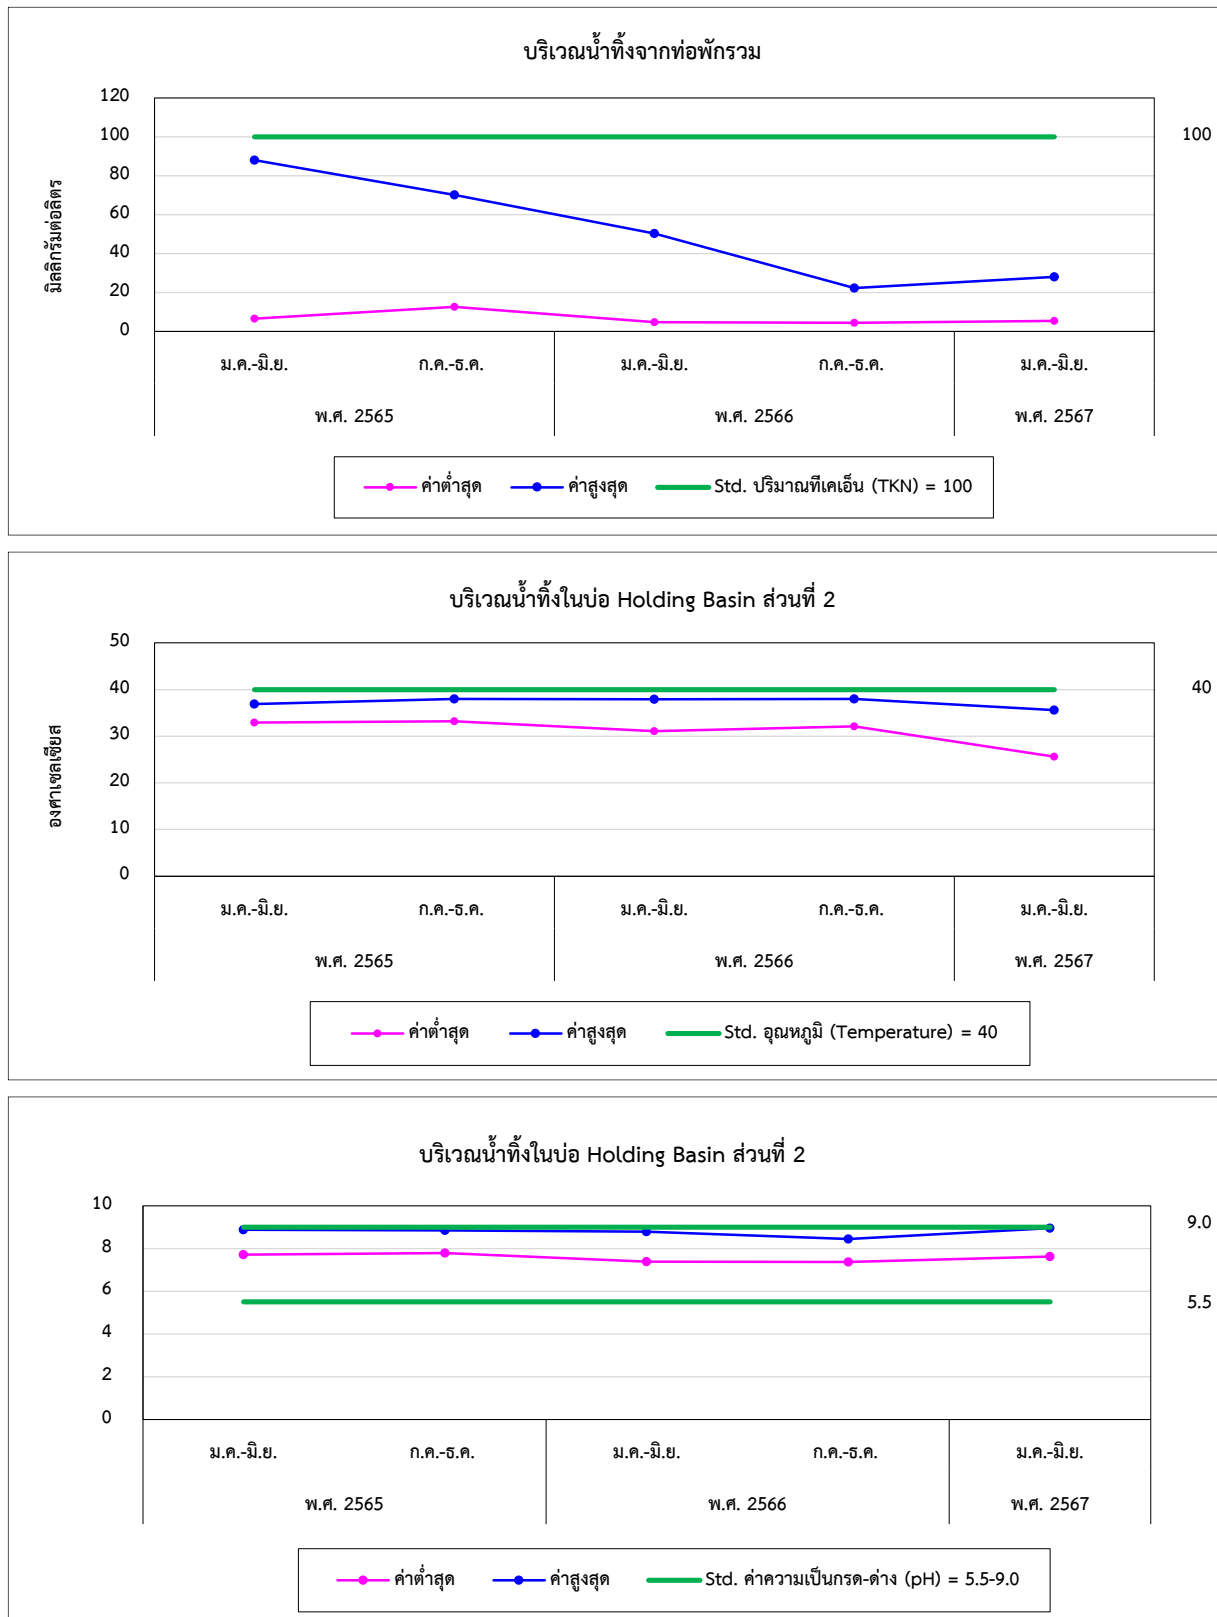 บริเวณน้ำทิ้งจากท่อพักรวม
120
100
80
60
40
20
0
100
มิลลิกรัมต่อลิตร
ม.ค.-มิ.ย. ก.ค.-ธ.ค. ม.ค.-มิ.ย. ก.ค.-ธ.ค. ม.ค.-มิ.ย.
พ.ศ. 2565 พ.ศ. 2566 พ.ศ. 2567
ค่าต่ำสุด ค่าสูงสุด Std. ปริมาณทีเคเอ็น (TKN) = 100
บริเวณน้ำทิ้งในบ่อ Holding Basin ส่วนที่ 2
50
40
30
20
10
0
40
องศาเซลเซียส
ม.ค.-มิ.ย. ก.ค.-ธ.ค. ม.ค.-มิ.ย. ก.ค.-ธ.ค. ม.ค.-มิ.ย.
พ.ศ. 2565 พ.ศ. 2566 พ.ศ. 2567
ค่าต่ำสุด ค่าสูงสุด Std. อุณหภูมิ (Temperature) = 40
บริเวณน้ำทิ้งในบ่อ Holding Basin ส่วนที่ 2
10
8
6
4
2
0
9.0
5.5
ม.ค.-มิ.ย. ก.ค.-ธ.ค. ม.ค.-มิ.ย. ก.ค.-ธ.ค. ม.ค.-มิ.ย.
พ.ศ. 2565 พ.ศ. 2566 พ.ศ. 2567
ค่าต่ำสุด ค่าสูงสุด Std. ค่าความเป็นกรด-ด่าง (pH) = 5.5-9.0